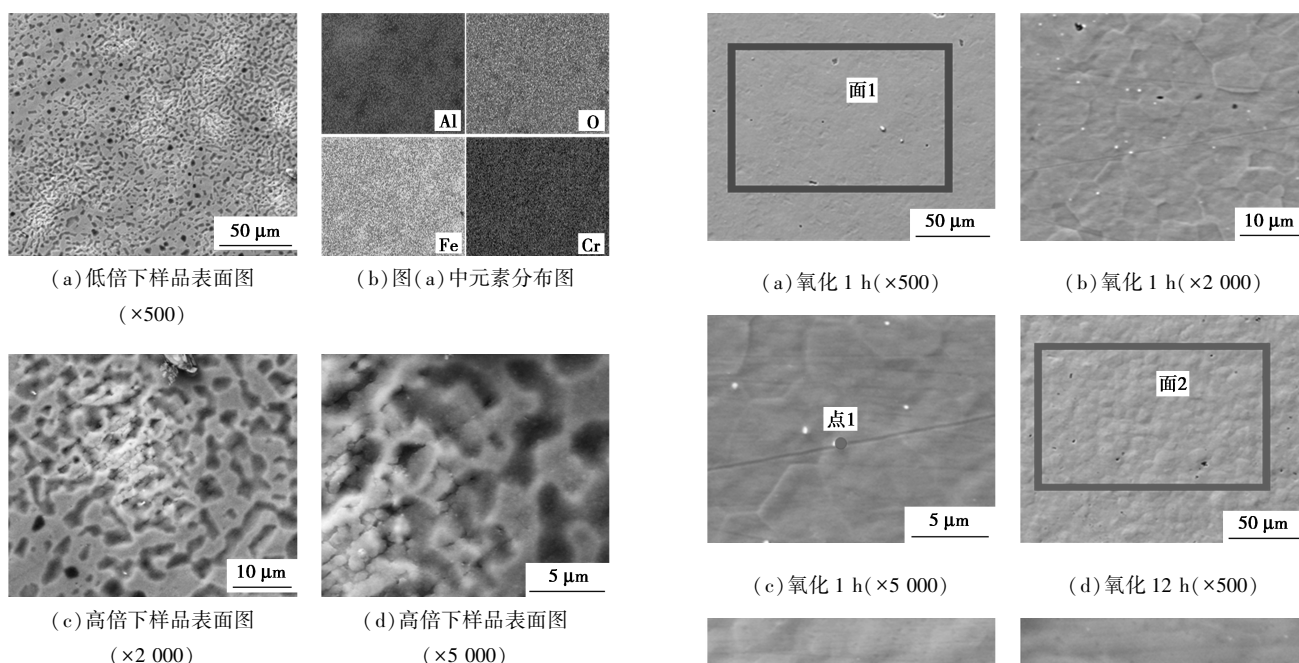 50 μm
Al
O
Fe
Cr
(a)低倍下样品表面图
(×500)
(b)图(a)中元素分布图
10 μm
5 μm
(c)高倍下样品表面图
(×2 000)
(d)高倍下样品表面图
(×5 000)
面1
50 μm
10 μm
(a)氧化 1 h(×500)
(b)氧化 1 h(×2 000)
点1
5 μm
面2
50 μm
(c)氧化 1 h(×5 000)
(d)氧化 12 h(×500)